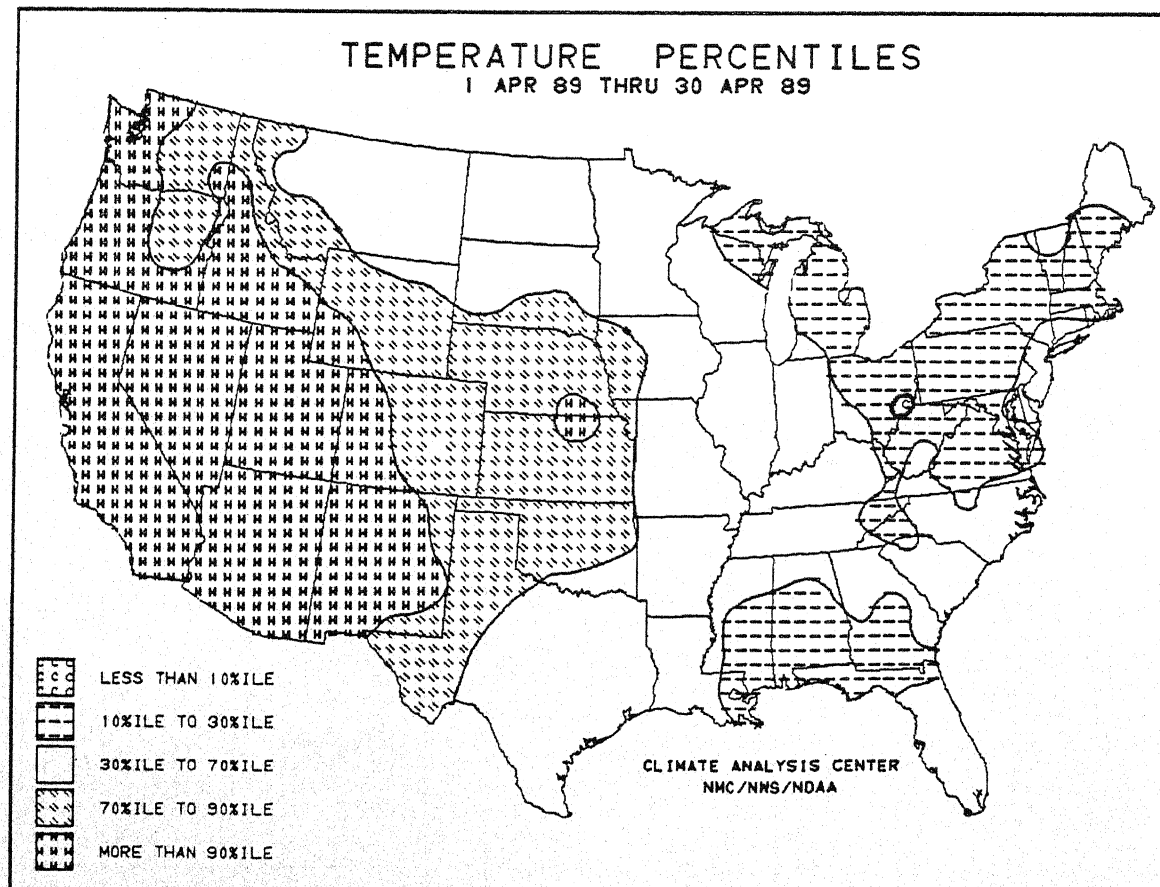 TEMPERATURE PERCENTILES
1 APR 89 THRU 30 APR 89
LESS THAN 10%ILE
10%ILE TO 30%ILE
30%ILE TO 70%ILE
70%ILE TO 90%ILE
MORE THAN 90%ILE
CLIMATE ANALYSIS CENTER
NMC/NWS/NOAA